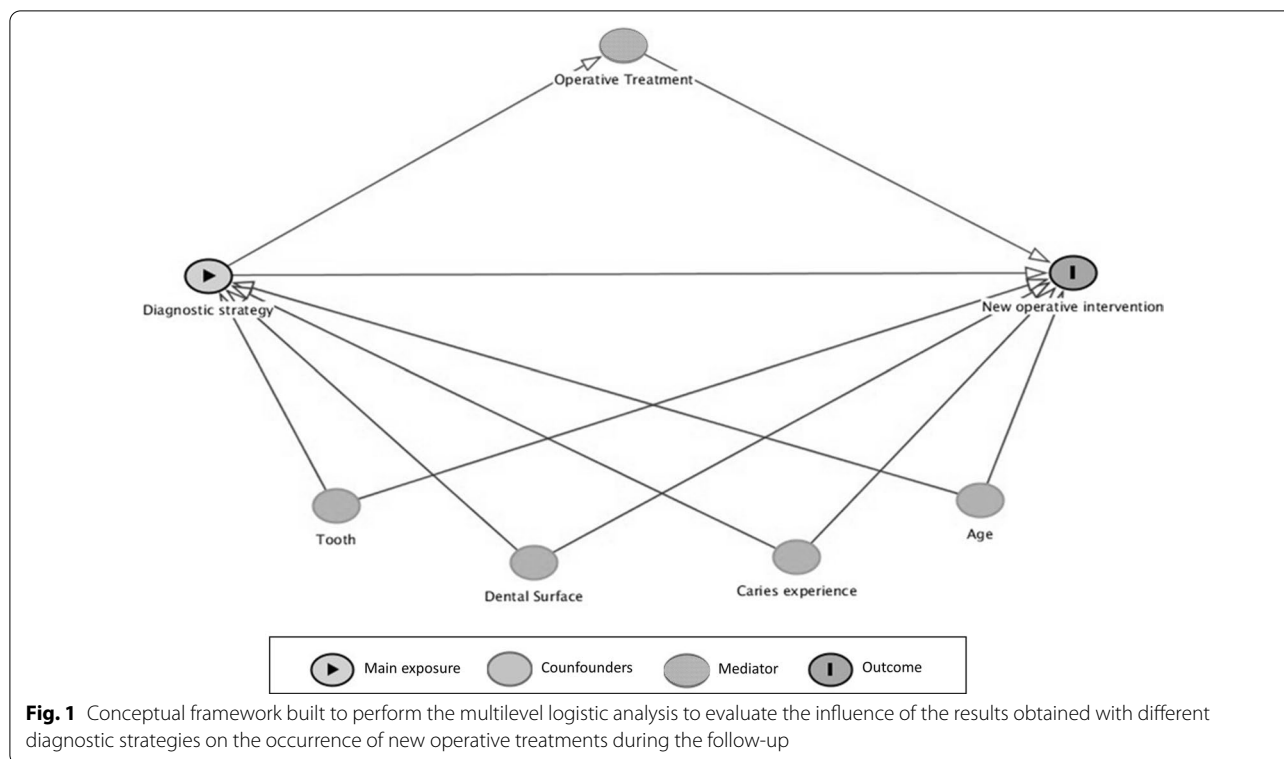 Operative Treatment
Diagnostic strategy
New operative intervention
Tooth
Dental Surface
Caries experience
Age
Main exposure
Counfounders
Mediator
Outcome
Fig. 1 Conceptual framework built to perform the multilevel logistic analysis to evaluate the influence of the results obtained with different
diagnostic strategies on the occurrence of new operative treatments during the follow-up